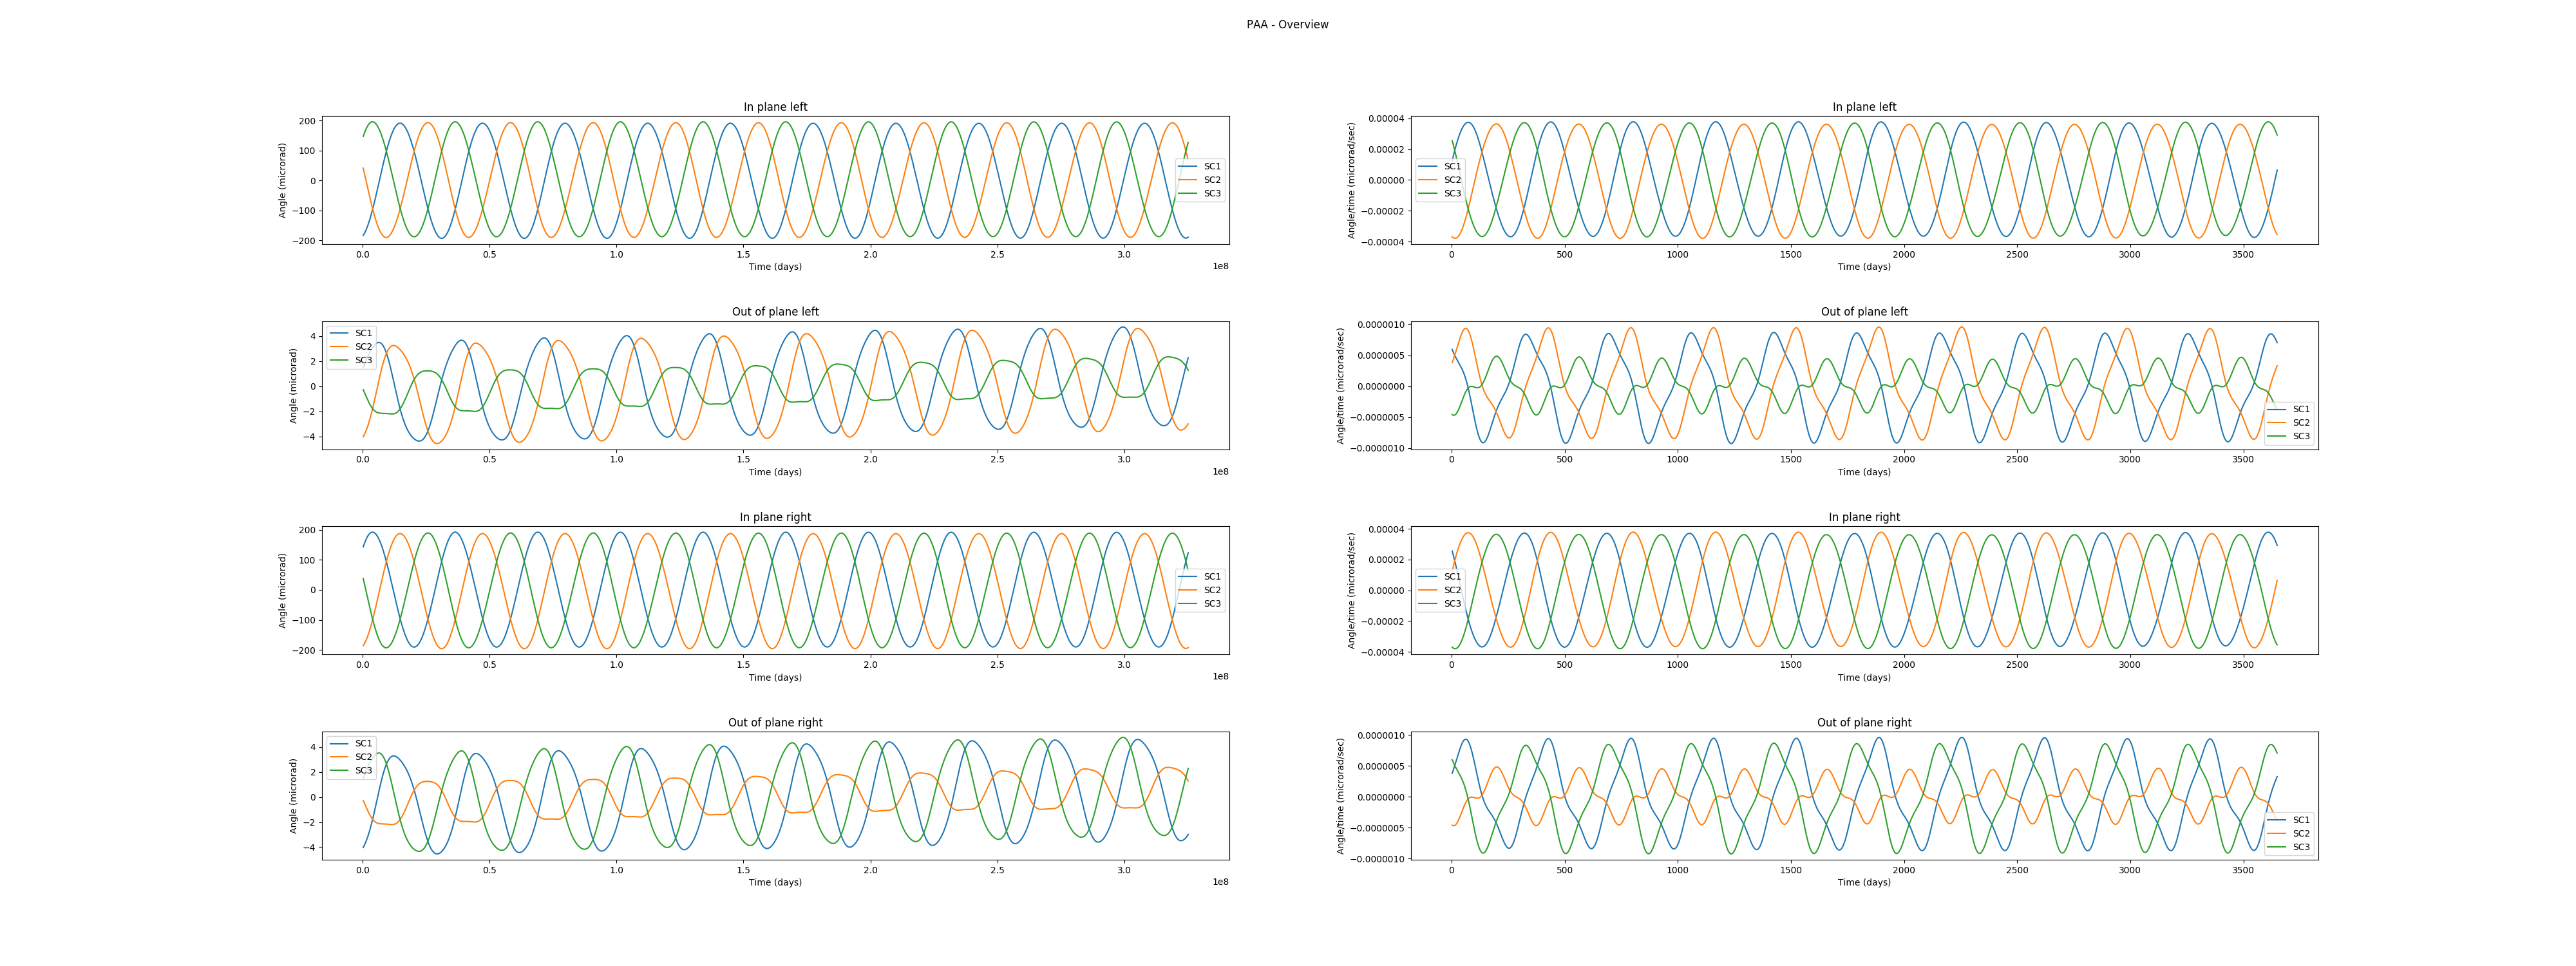 PAA - Overview
In plane left
Angle (microrad)
200
100
0
−100
−200
SC1
SC2
SC3
0.0 0.5 1.0 1.5 2.0 2.5 3.0
Time (days)
1e8
In plane left
Angle/time (microrad/sec)
0.00004
0.00002
0.00000
−0.00002
−0.00004
SC1
SC2
SC3
0 500 1000 1500 2000 2500 3000 3500
Time (days)
Out of plane left
Angle (microrad)
4
2
0
−2
−4
SC1
SC2
SC3
0.0 0.5 1.0 1.5 2.0 2.5 3.0
Time (days)
1e8
Out of plane left
Angle/time (microrad/sec)
0.0000010
0.0000005
0.0000000
−0.0000005
−0.0000010
SC1
SC2
SC3
0 500 1000 1500 2000 2500 3000 3500
Time (days)
In plane right
Angle (microrad)
200
100
0
−100
−200
SC1
SC2
SC3
0.0 0.5 1.0 1.5 2.0 2.5 3.0
Time (days)
1e8
In plane right
Angle/time (microrad/sec)
0.00004
0.00002
0.00000
−0.00002
−0.00004
SC1
SC2
SC3
0 500 1000 1500 2000 2500 3000 3500
Time (days)
Out of plane right
Angle (microrad)
4
2
0
−2
−4
SC1
SC2
SC3
0.0 0.5 1.0 1.5 2.0 2.5 3.0
Time (days)
1e8
Out of plane right
Angle/time (microrad/sec)
0.0000010
0.0000005
0.0000000
−0.0000005
−0.0000010
SC1
SC2
SC3
0 500 1000 1500 2000 2500 3000 3500
Time (days)